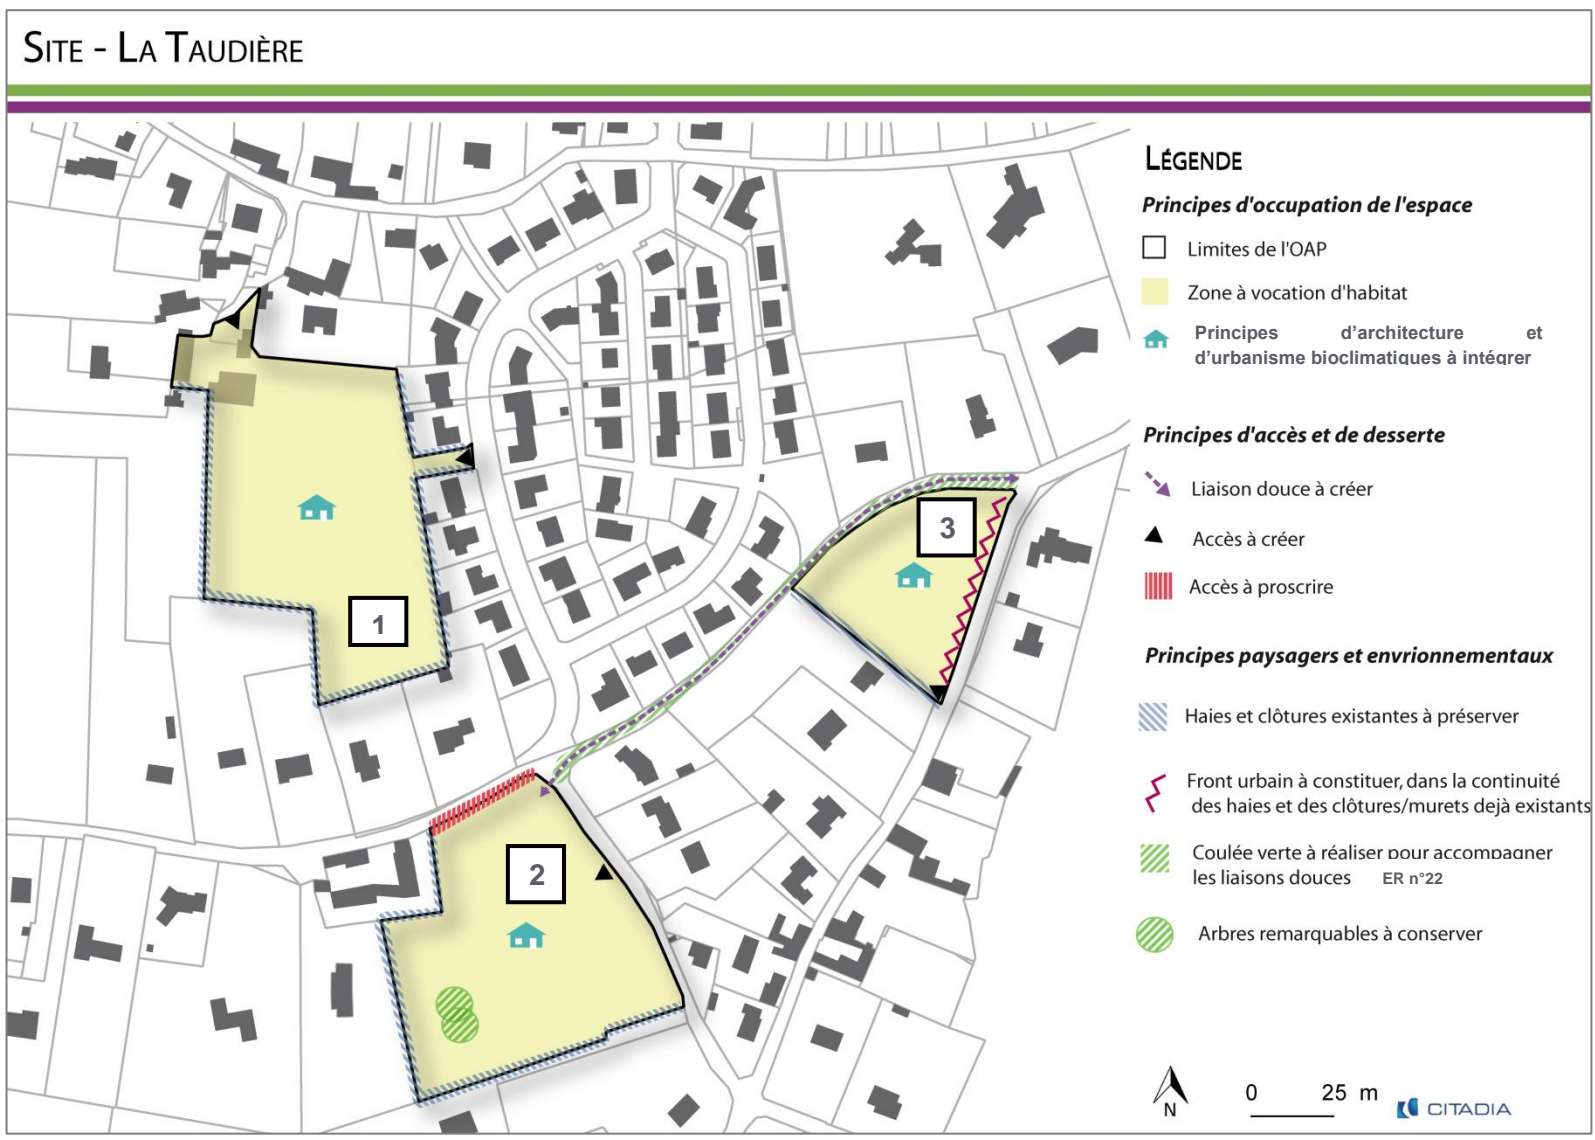 SITE - LA TAUDIÈRE
LÉGENDE
Principes d'occupation de l'espace
Limites de l'OAP
Zone à vocation d'habitat
Principes d’architecture et
d’urbanisme bioclimatiques à intégrer
Principes d'accès et de desserte
Liaison douce à créer
Accès à créer
Accès à proscrire
Principes paysagers et envrionnementaux
Haies et clôtures existantes à préserver
Front urbain à constituer, dans la continuité
des haies et des clôtures/murets dejà existants
Coulée verte à réaliser pour accompagner
les liaisons douces ER n°22
Arbres remarquables à conserver
3
1
2
N
0 25 m
CITADIA